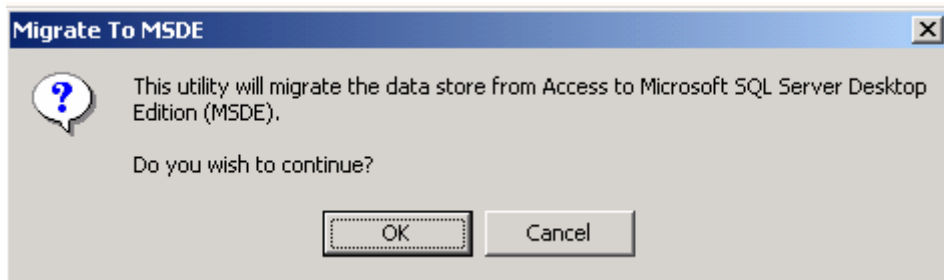 Migrate To MSDE
This utility will migrate the data store from Access to Microsoft SQL Server Desktop
Edition (MSDE).
Do you wish to continue?
OK
Cancel